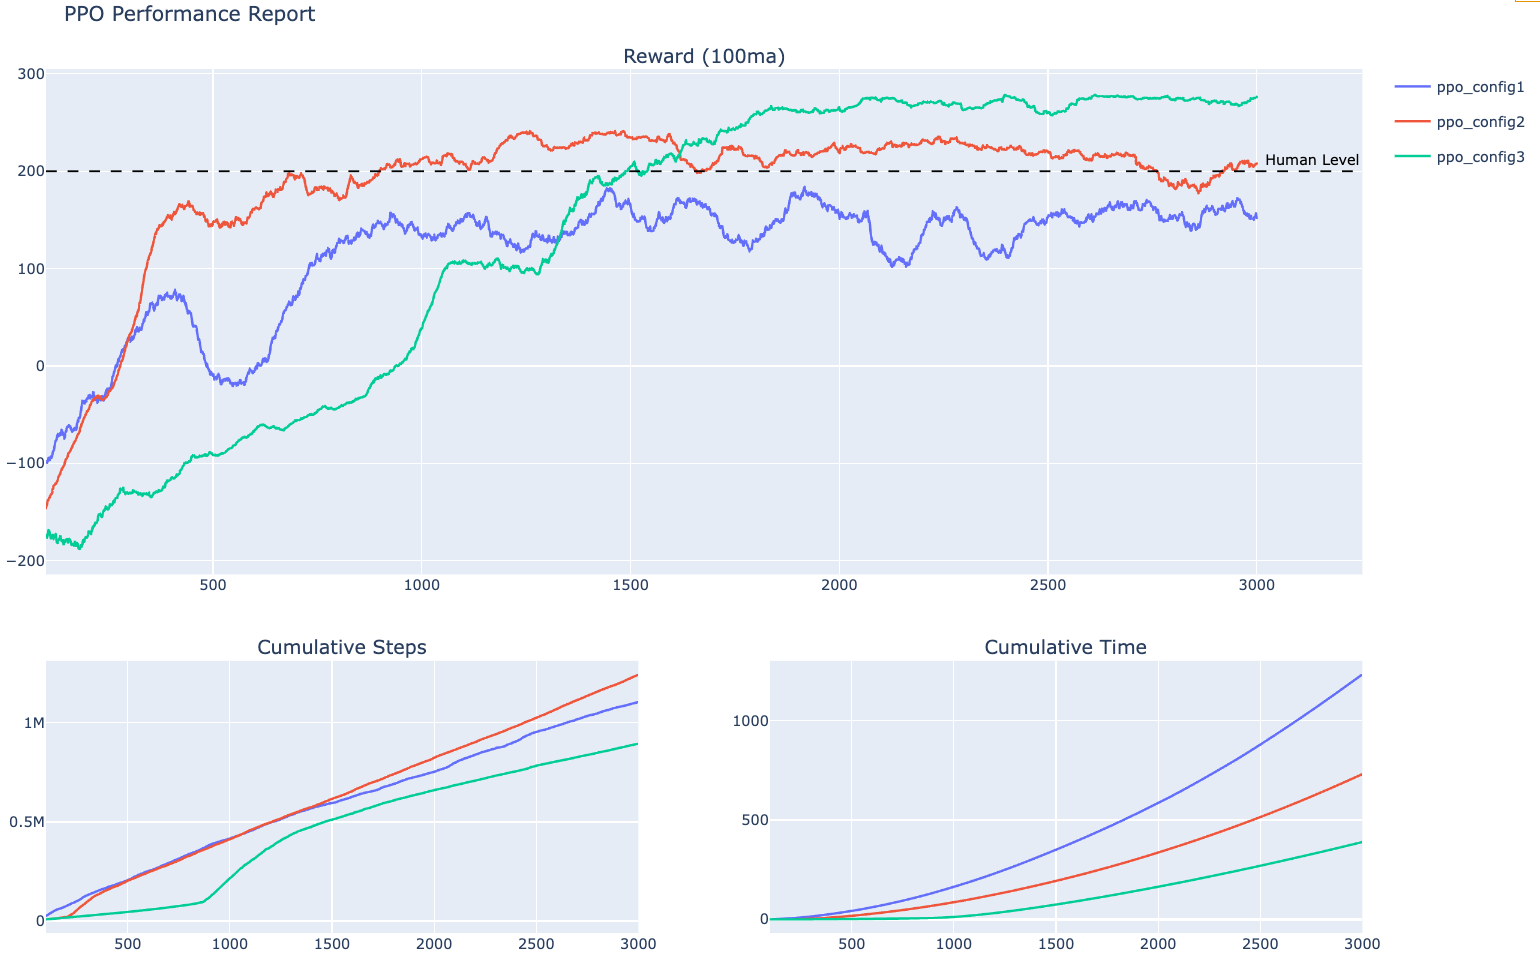 PPO Performance Report
Reward (100ma)
300
200
100
0
−100
−200
500 1000 1500 2000 2500 3000
Human Level
ppo_config1
ppo_config2
ppo_config3
Cumulative Steps
1M
0.5M
0
500 1000 1500 2000 2500 3000
Cumulative Time
1000
500
0
500 1000 1500 2000 2500 3000